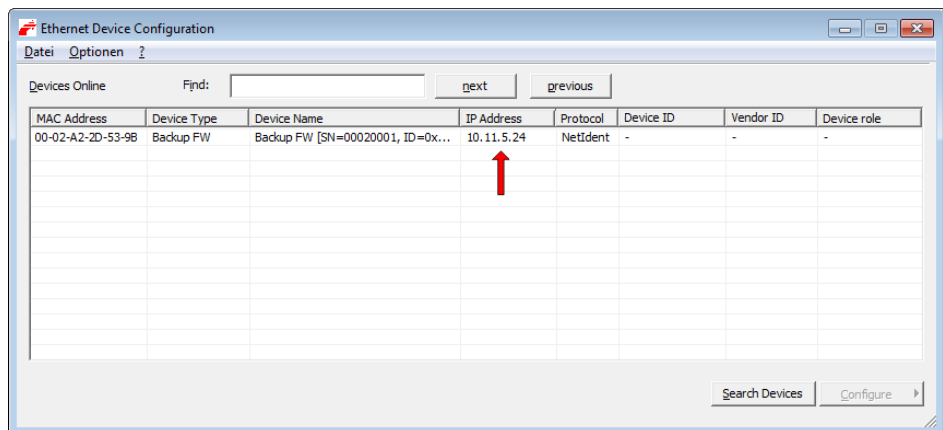 Ethernet Device Configuration
Datei Optionen ?
Devices Online Find: next previous
MAC Address Device Type Device Name IP Address Protocol Device ID Vendor ID Device role
00-02-A2-2D-53-9B Backup FW Backup FW [SN=00020001, ID=0x... 10.11.5.24 NetIdent - - -
Search Devices Configure